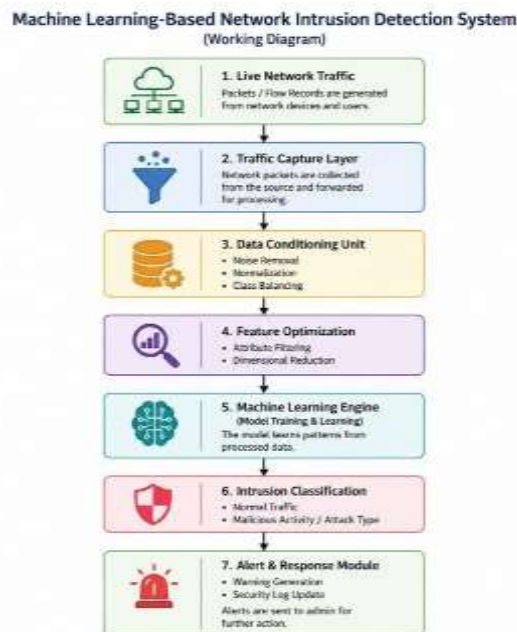 Machine Learning-Based Network Intrusion Detection System
(Working Diagram)
1. Live Network Traffic
Packets / Flow Records are generated
from network devices and users.
2. Traffic Capture Layer
Network packets are collected
from the source and forwarded
for processing.
3. Data Conditioning Unit
• Noise Removal
• Normalization
• Class Balancing
4. Feature Optimization
• Attribute Filtering
• Dimensional Reduction
5. Machine Learning Engine
(Model Training & Learning)
The model learns patterns from
processed data.
6. Intrusion Classification
• Normal Traffic
• Malicious Activity / Attack Type
7. Alert & Response Module
• Warning Generation
• Security Log Update
Alerts are sent to admin for
further action.